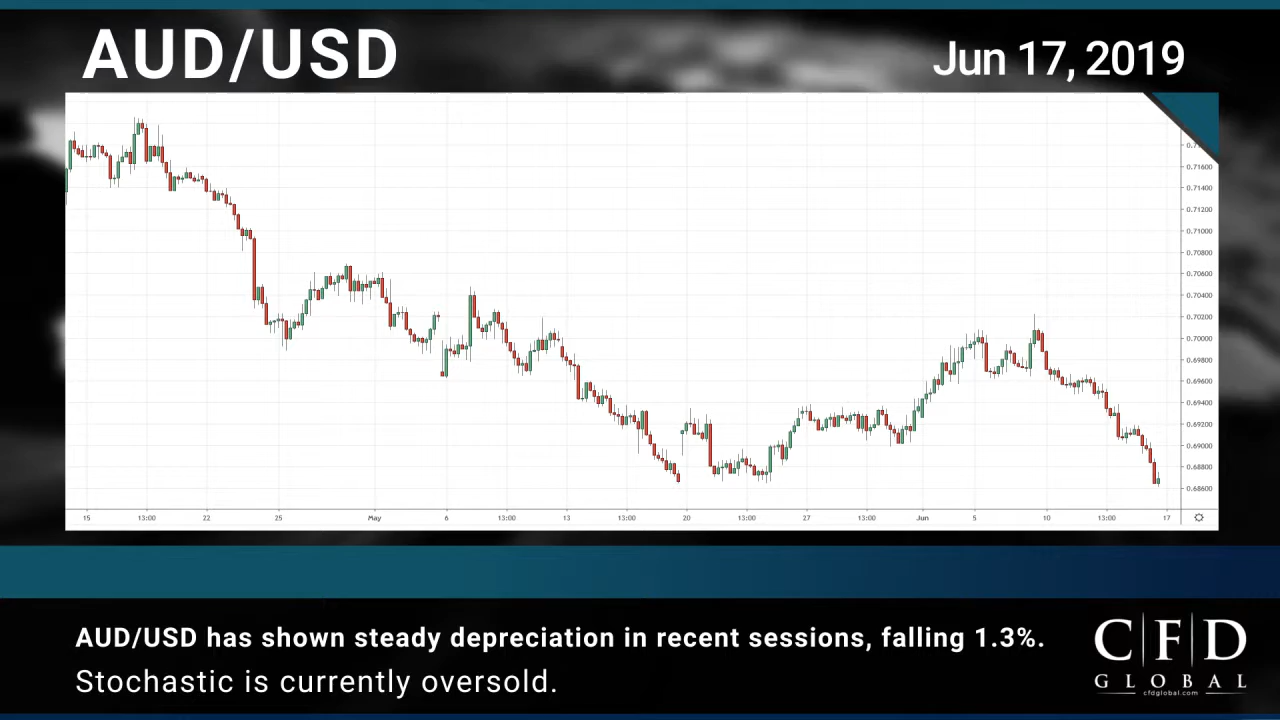 AUD/USD
Jun 17, 2019
0.71600
0.71400
0.71200
0.71000
0.70800
0.70600
0.70400
0.70200
0.70000
0.69800
0.69600
0.69400
0.69200
0.69000
0.68800
0.68600
15 13:00 22 25 May 6 13:00 13 13:00 20 13:00 27 13:00 Jun 5 10 13:00 17
AUD/USD has shown steady depreciation in recent sessions, falling 1.3%.
Stochastic is currently oversold.
CFD
GLOBAL
cfdglobal.com